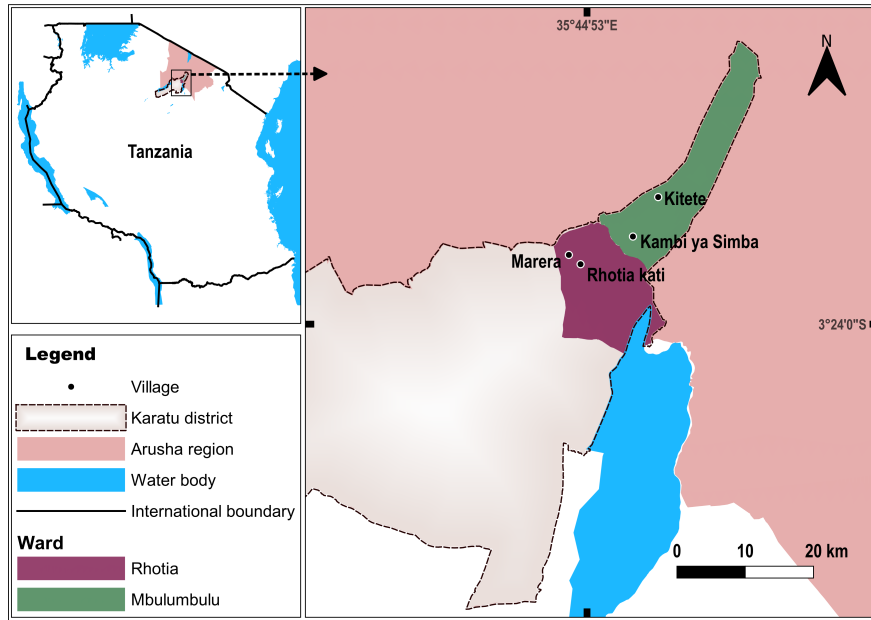 Tanzania
35°44'53"E
N
Kitete
Kambi ya Simba
Marera
Rhotia kati
3°24'0"S
0 10 20 km
Legend
Village
Karatu district
Arusha region
Water body
International boundary
Ward
Rhotia
Mbulumbulu